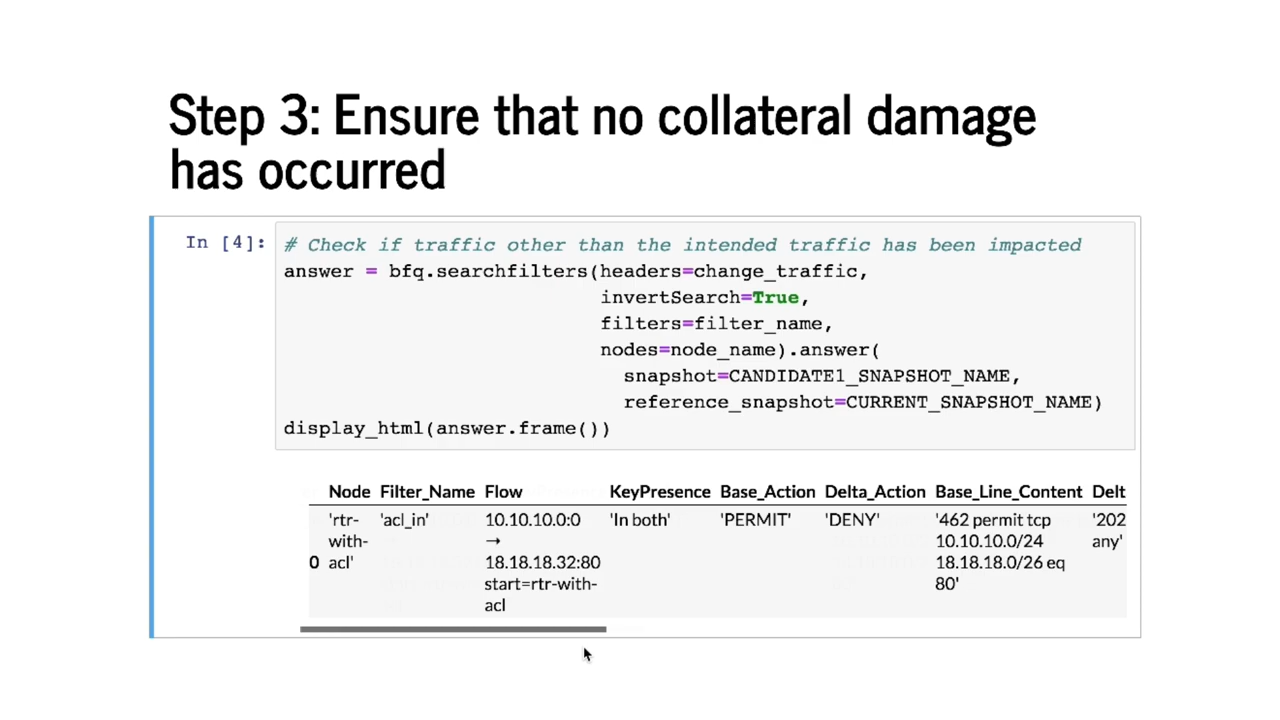 Step 3: Ensure that no collateral damage
has occurred
In [4]:
# Check if traffic other than the intended traffic has been impacted
answer = bfq.searchfilters(headers=change_traffic,
invertSearch=True,
filters=filter_name,
nodes=node_name).answer(
snapshot=CANDIDATE1_SNAPSHOT_NAME,
reference_snapshot=CURRENT_SNAPSHOT_NAME)
display_html(answer.frame())
Node Filter_Name Flow KeyPresence Base_Action Delta_Action Base_Line_Content Delt
'rtr- 'acl_in' 10.10.10.0:0 'In both' 'PERMIT' 'DENY' '462 permit tcp '202
with- → 10.10.10.0/24 any'
0 acl' 18.18.18.32:80 18.18.18.0/26 eq
start=rtr-with- 80'
acl